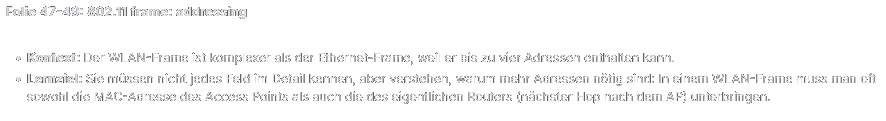 Folie 47-49: 802.11 frame: addressing
• Kontext: Der WLAN-Frame ist komplexer als der Ethernet-Frame, weil er bis zu vier Adressen enthalten kann.
• Lernziel: Sie müssen nicht jedes Feld im Detail kennen, aber verstehen, warum mehr Adressen nötig sind: In einem WLAN-Frame muss man oft
sowohl die MAC-Adresse des Access Points als auch die des eigentlichen Routers (nächster Hop nach dem AP) unterbringen.